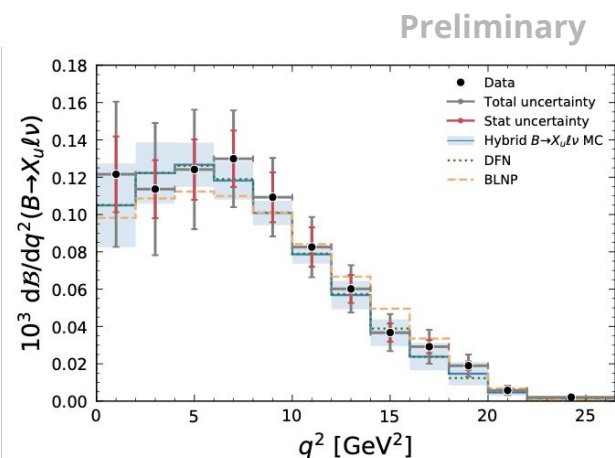 Preliminary
0.18
0.16
0.14
0.12
0.10
0.08
0.06
0.04
0.02
0.00
10³ dℬ/dq²(B→Xᵤℓν)
Data
Total uncertainty
Stat uncertainty
Hybrid B→Xᵤℓν MC
DFN
BLNP
0 5 10 15 20 25
q² [GeV²]